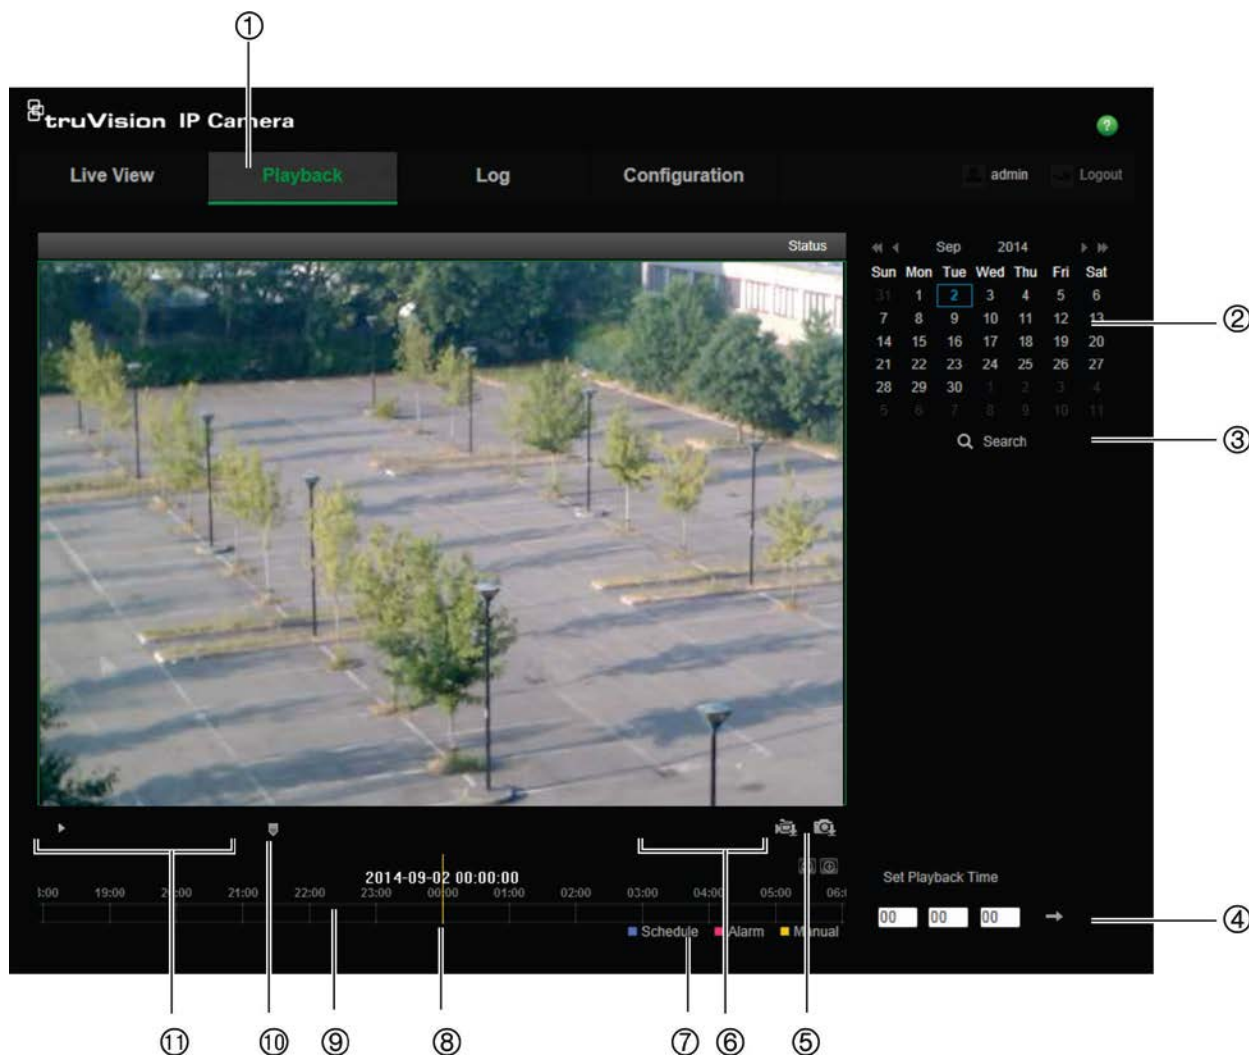 ①
truVision IP Camera
?
Live View Playback Log Configuration admin Logout
Status
Sep 2014
Sun Mon Tue Wed Thu Fri Sat
31 1 2 3 4 5 6
7 8 9 10 11 12 13
②
14 15 16 17 18 19 20
21 22 23 24 25 26 27
28 29 30 1 2 3 4
5 6 7 8 9 10 11
Search
③
2014-09-02 00:00:00
19:00 20:00 21:00 22:00 23:00 00:00 01:00 02:00 03:00 04:00 05:00
Set Playback Time
00 00 00
④
Schedule Alarm Manual
⑪ ⑩ ⑨ ⑧ ⑦ ⑥ ⑤